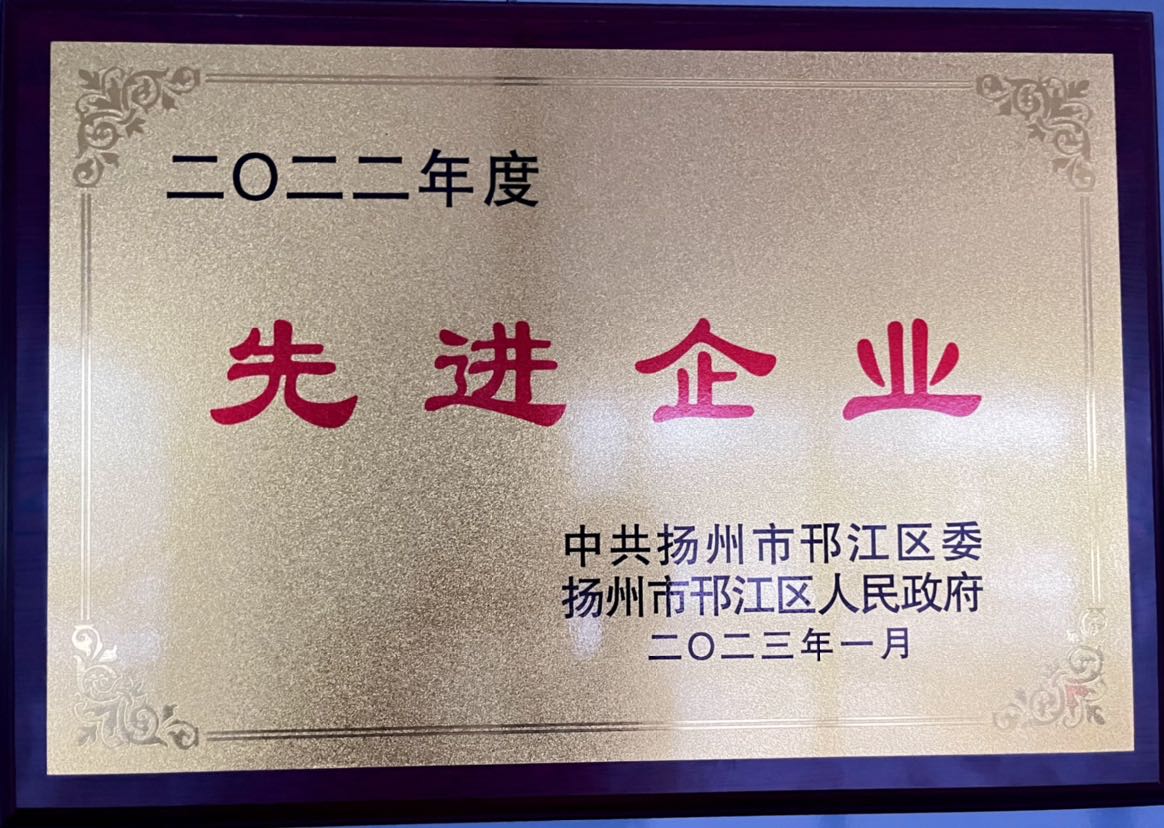 二〇二二年度
先进企业
中共扬州市邗江区委
扬州市邗江区人民政府
二〇二三年一月